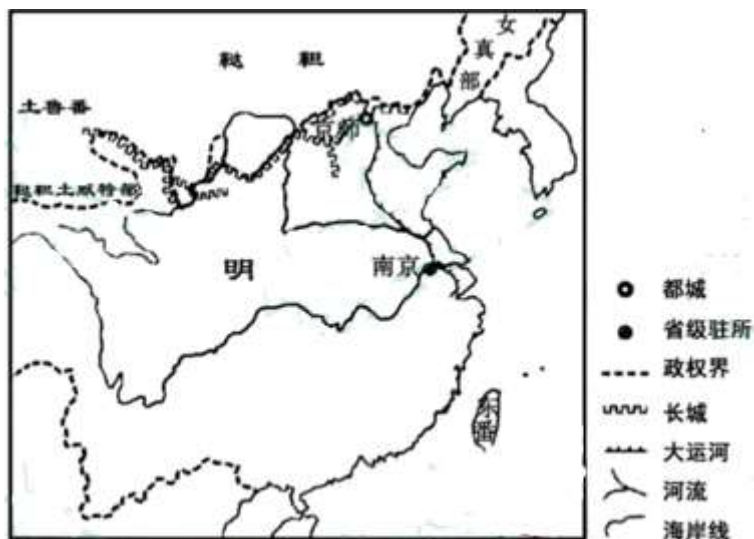 女
真
部
鞑靼
土鲁番
京师
鞑靼土默特部
明
南京
东
番
都城
省级驻所
政权界
长城
大运河
河流
海岸线